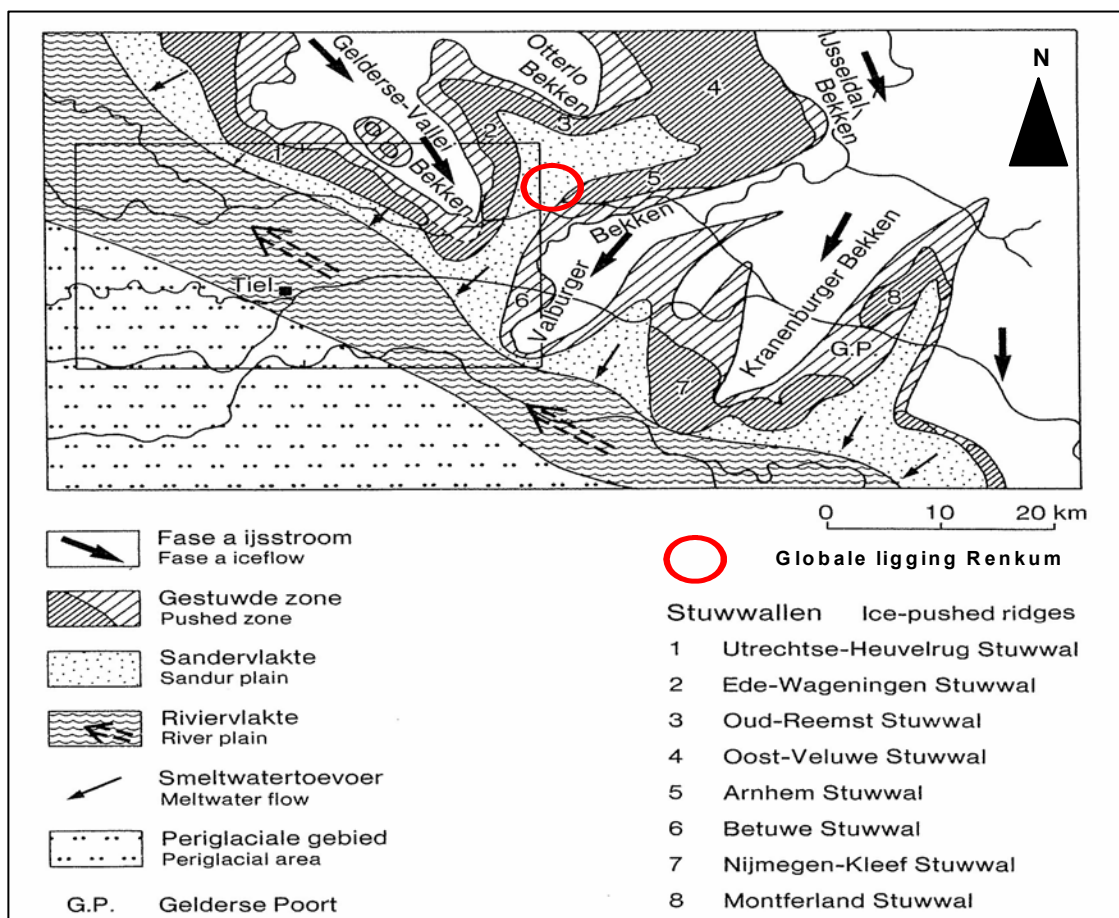 Gelderse-Vallei
Bekken
Otterlo
Bekken
IJsseldal
Bekken
N
4
3
2
1
5
Bekken
Valburger
Kranenburger Bekken
8
6
Tiel
G.P.
7
0 10 20 km
Fase a ijsstroom
Fase a iceflow
Gestuwde zone
Pushed zone
Sandervlakte
Sandur plain
Riviervlakte
River plain
Smeltwatertoevoer
Meltwater flow
Periglaciale gebied
Periglacial area
G.P. Gelderse Poort
Globale ligging Renkum
Stuwwallen Ice-pushed ridges
1 Utrechtse-Heuvelrug Stuwwal
2 Ede-Wageningen Stuwwal
3 Oud-Reemst Stuwwal
4 Oost-Veluwe Stuwwal
5 Arnhem Stuwwal
6 Betuwe Stuwwal
7 Nijmegen-Kleef Stuwwal
8 Montferland Stuwwal